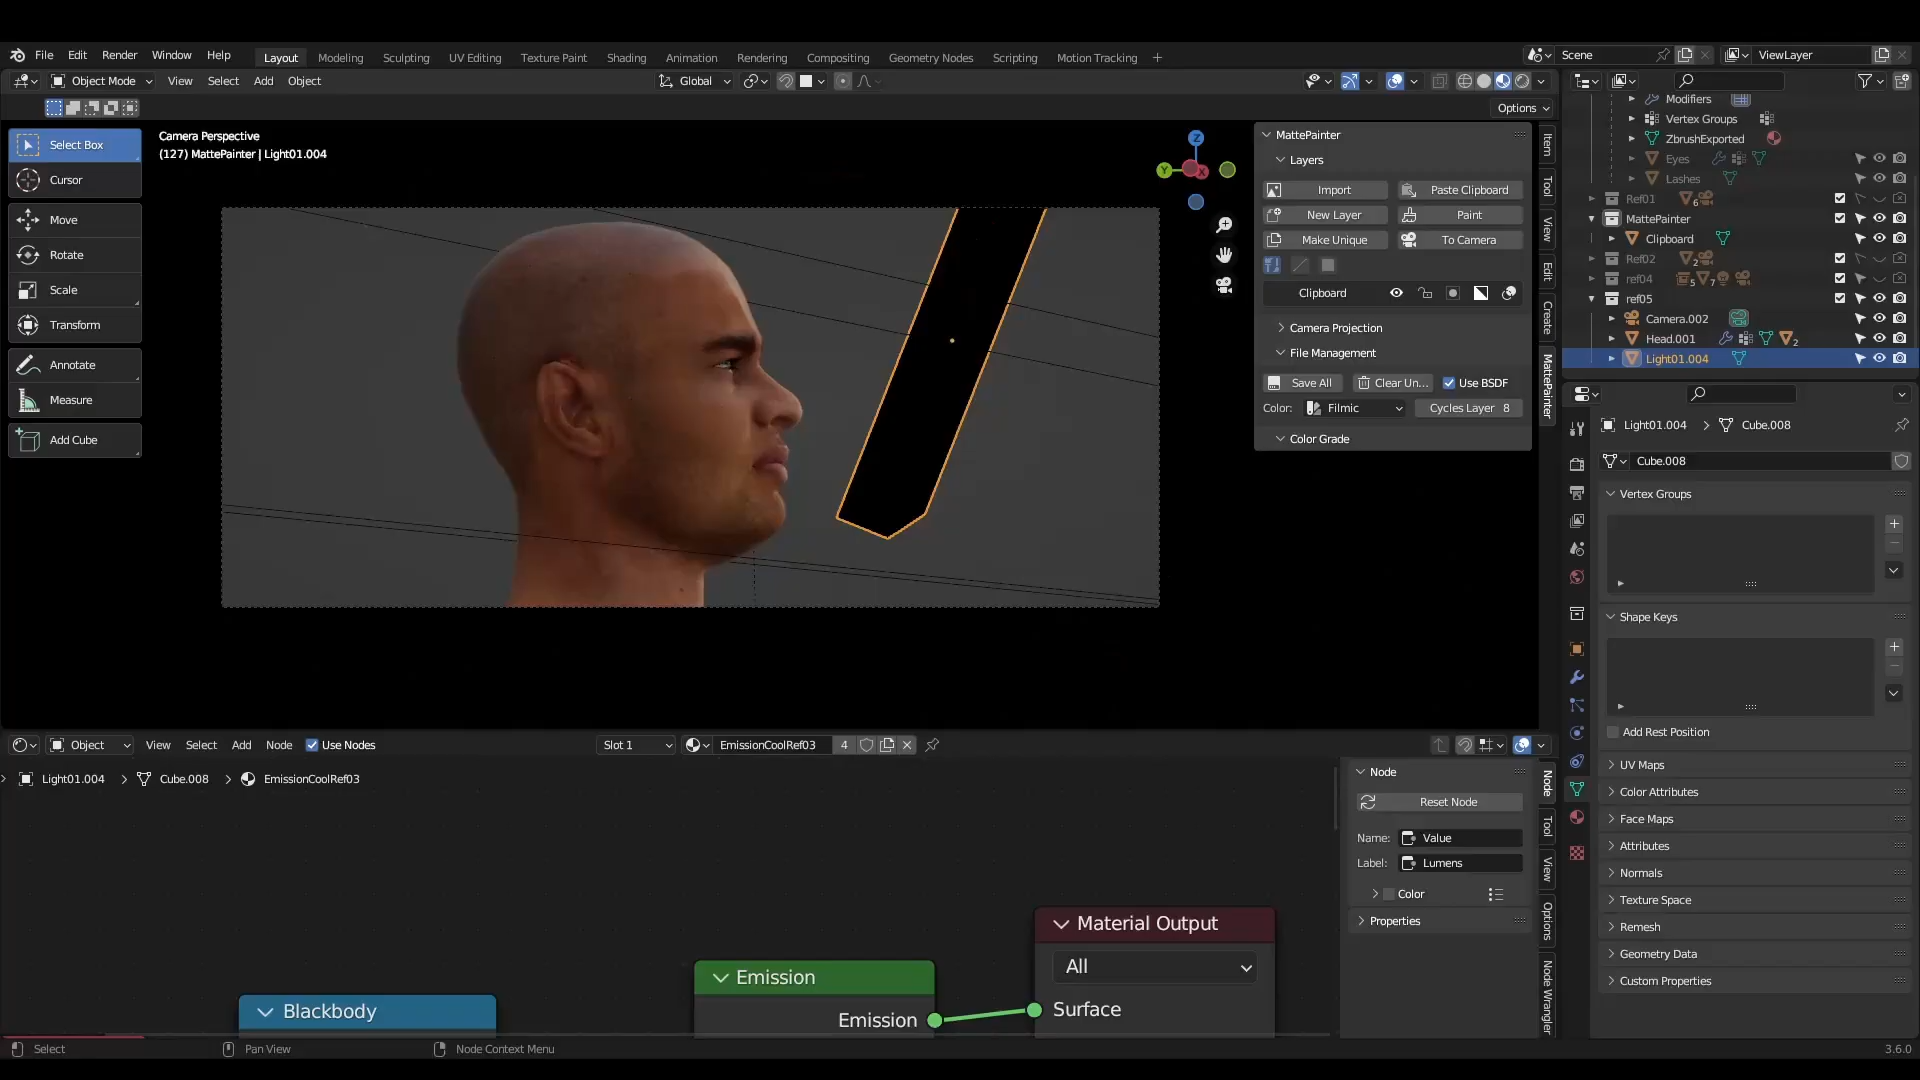 File Edit Render Window Help
Layout Modeling Sculpting UV Editing Texture Paint Shading Animation Rendering Compositing Geometry Nodes Scripting Motion Tracking +
Scene
ViewLayer
Object Mode View Select Add Object
Global
Options
Select Box
Cursor
Move
Rotate
Scale
Transform
Annotate
Measure
Add Cube
Camera Perspective
(127) MattePainter | Light01.004
Z
Y
X
MattePainter
Layers
Import
Paste Clipboard
New Layer
Paint
Make Unique
To Camera
Clipboard
Camera Projection
File Management
Save All
Clear Un...
Use BSDF
Color: Filmic
Cycles Layer 8
Color Grade
Item
Tool
View
Edit
Create
MattePainter
Modifiers
Vertex Groups
ZbrushExported
Eyes
Lashes
Ref01
6
MattePainter
Clipboard
Ref02
2
ref04
5
7
ref05
Camera.002
Head.001
2
Light01.004
Light01.004 > Cube.008
Cube.008
Vertex Groups
Shape Keys
Add Rest Position
UV Maps
Color Attributes
Face Maps
Attributes
Normals
Texture Space
Remesh
Geometry Data
Custom Properties
Object View Select Add Node Use Nodes
Slot 1
EmissionCoolRef03 4
Light01.004 > Cube.008 > EmissionCoolRef03
Node
Reset Node
Name: Value
Label: Lumens
Color
Properties
Node
Tool
View
Options
Node Wrangler
Material Output
All
Surface
Emission
Emission
Blackbody
Select
Pan View
Node Context Menu
3.6.0